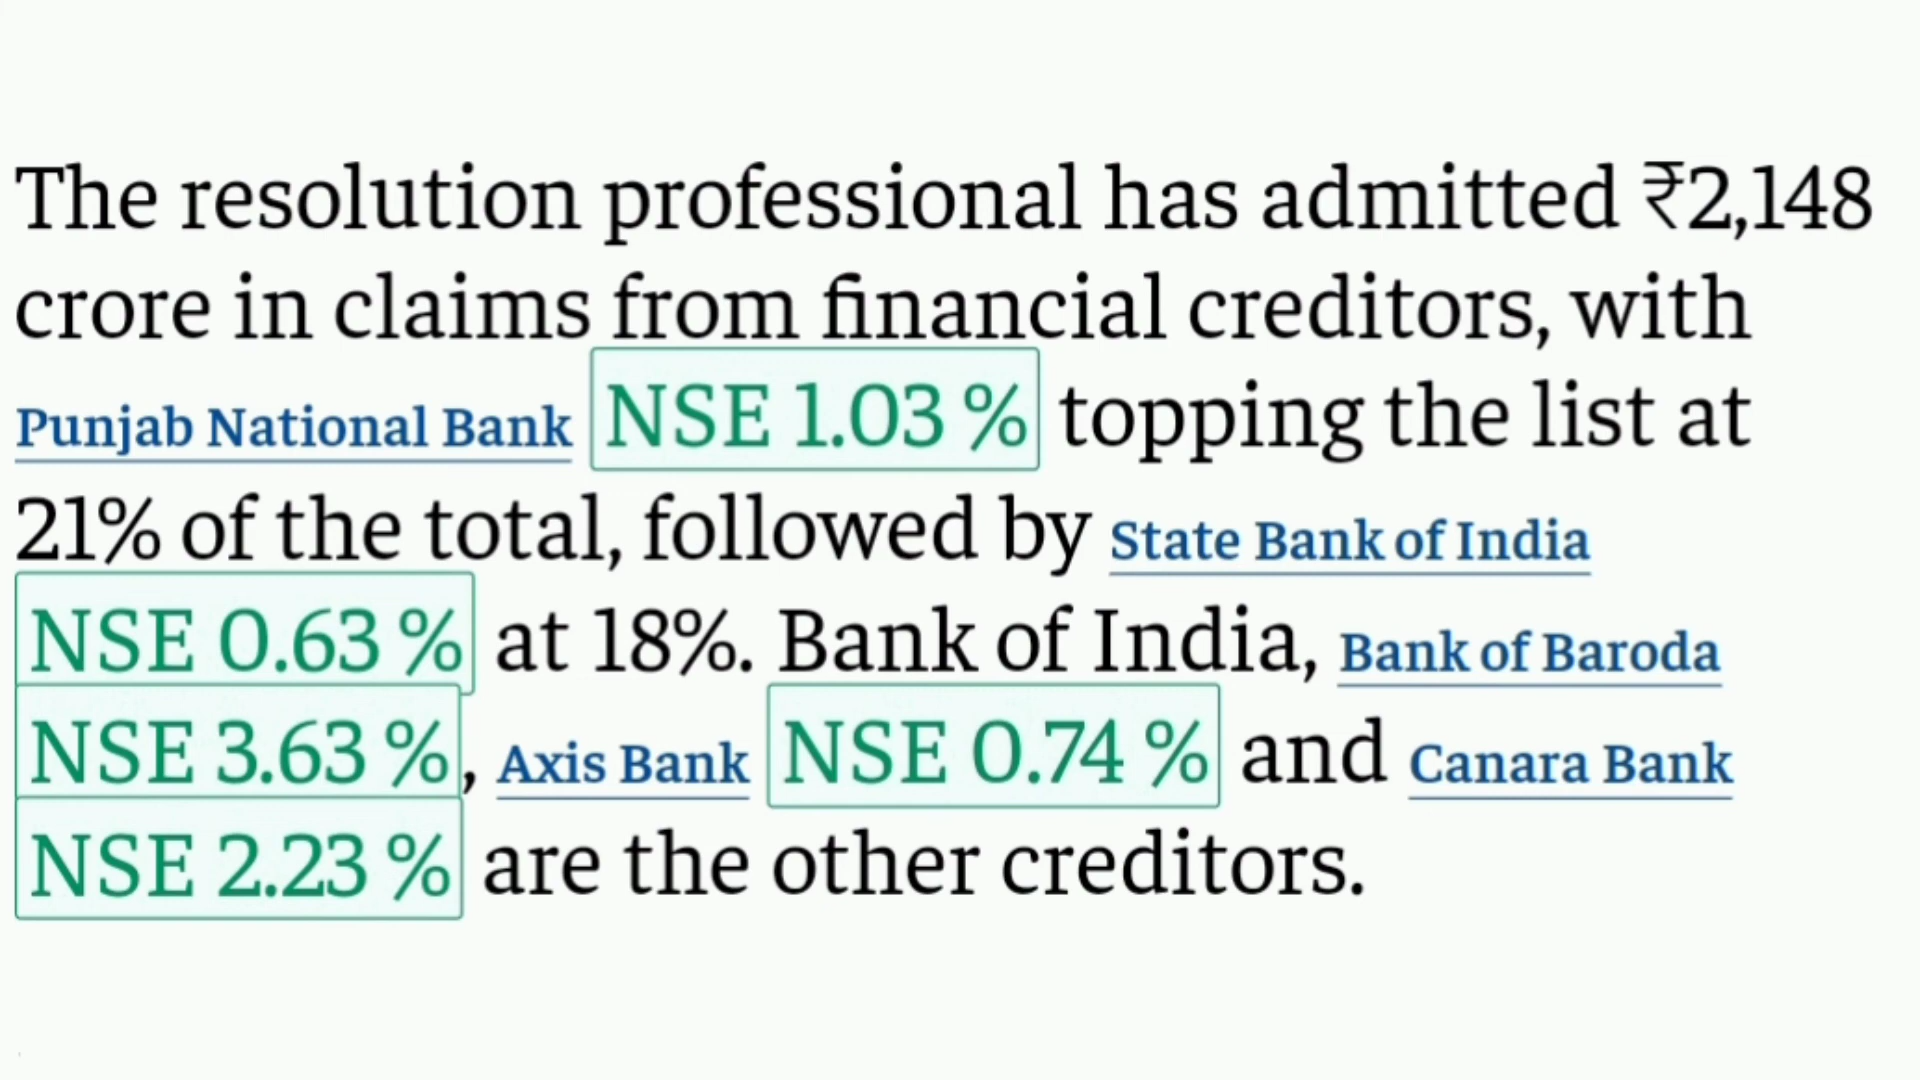 The resolution professional has admitted ₹2,148
crore in claims from financial creditors, with
Punjab National Bank NSE 1.03 % topping the list at
21% of the total, followed by State Bank of India
NSE 0.63 % at 18%. Bank of India, Bank of Baroda
NSE 3.63 %, Axis Bank NSE 0.74 % and Canara Bank
NSE 2.23 % are the other creditors.